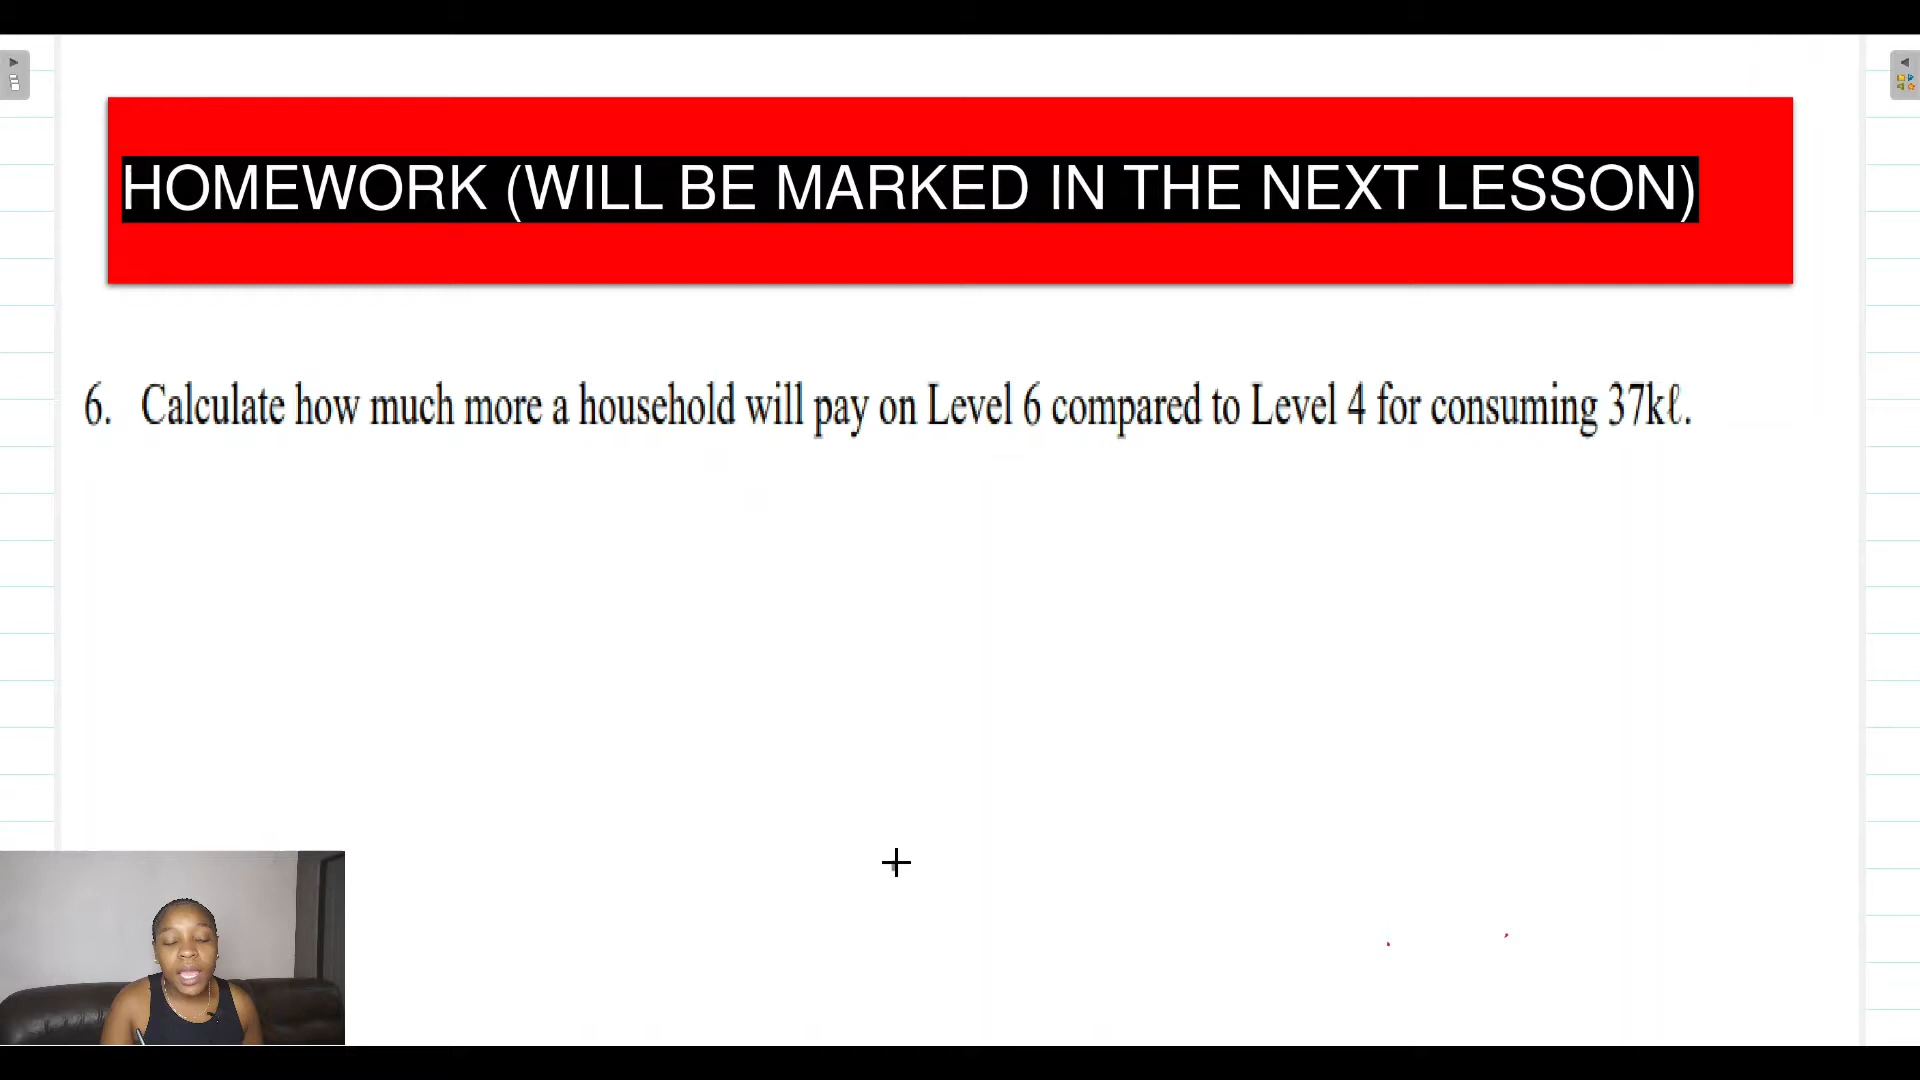 HOMEWORK (WILL BE MARKED IN THE NEXT LESSON)
6. Calculate how much more a household will pay on Level 6 compared to Level 4 for consuming 37kℓ.